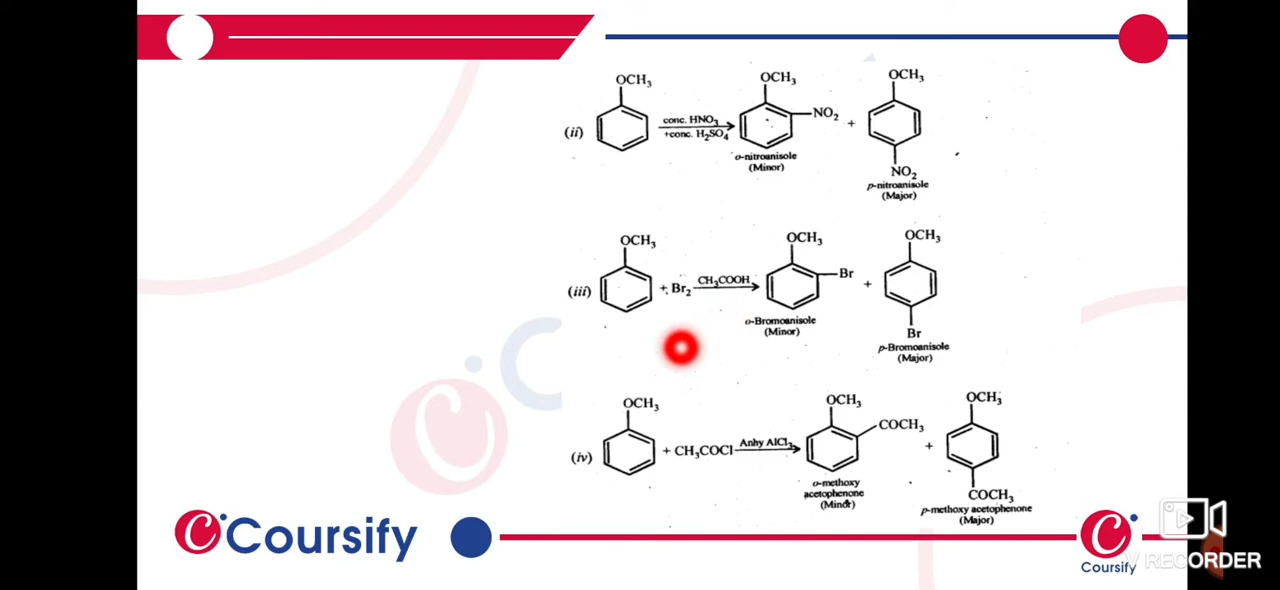 OCH₃
OCH₃
OCH₃
(ii)
conc. HNO₃
+conc. H₂SO₄
NO₂
+
o-nitroanisole
(Minor)
NO₂
p-nitroanisole
(Major)
OCH₃
OCH₃
OCH₃
(iii)
+ Br₂
CH₃COOH
Br
+
o-Bromoanisole
(Minor)
Br
p-Bromoanisole
(Major)
OCH₃
OCH₃
OCH₃
(iv)
+ CH₃COCl
Anhy AlCl₃
COCH₃
+
o-methoxy
acetophenone
(Minor)
COCH₃
p-methoxy acetophenone
(Major)
Coursify
Coursify
V RECORDER